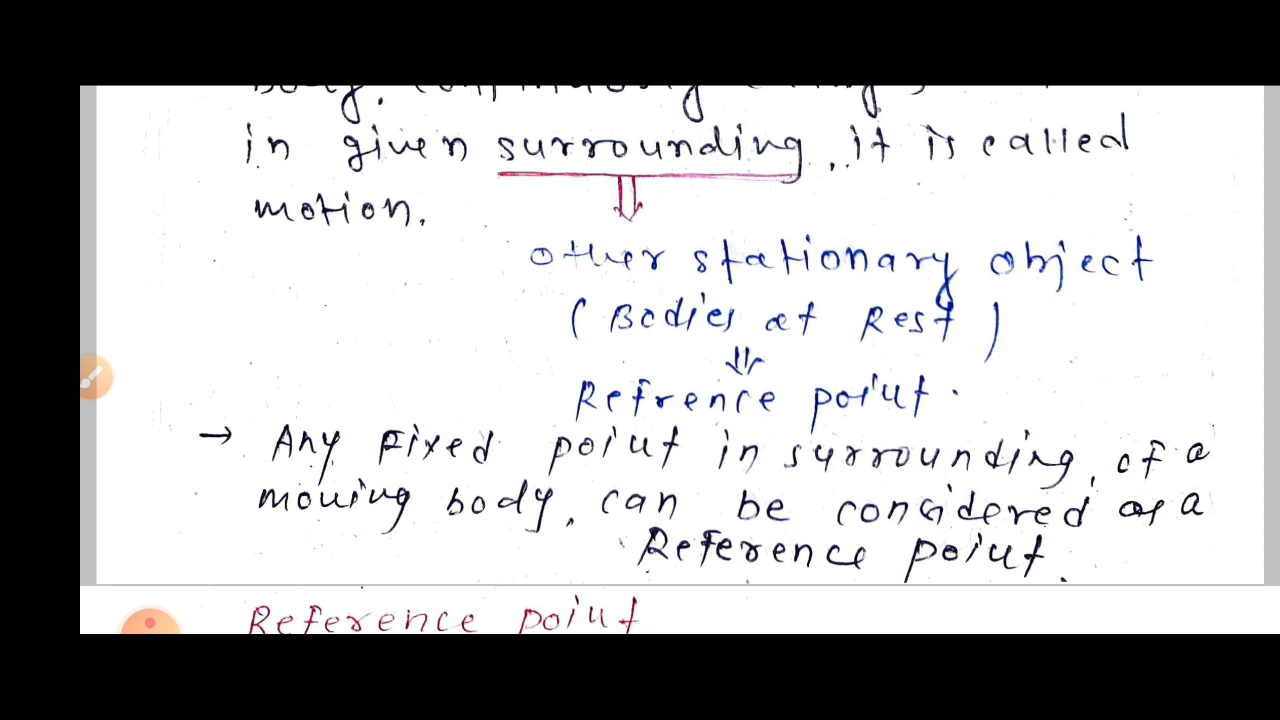 in given surrounding, it is called
motion.
other stationary object
(Bodies at Rest)
Refrence point.
→ Any Fixed point in surrounding, of a
moving body, can be considered as a
Reference point.
Reference point